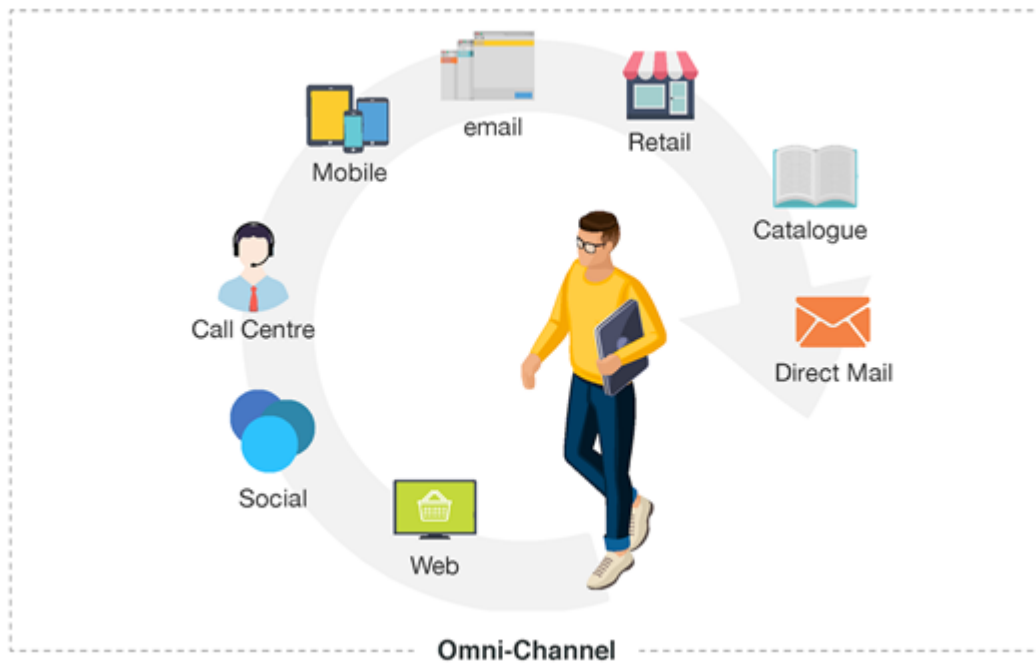 email
Retail
Mobile
Catalogue
Call Centre
Direct Mail
Social
Web
Omni-Channel